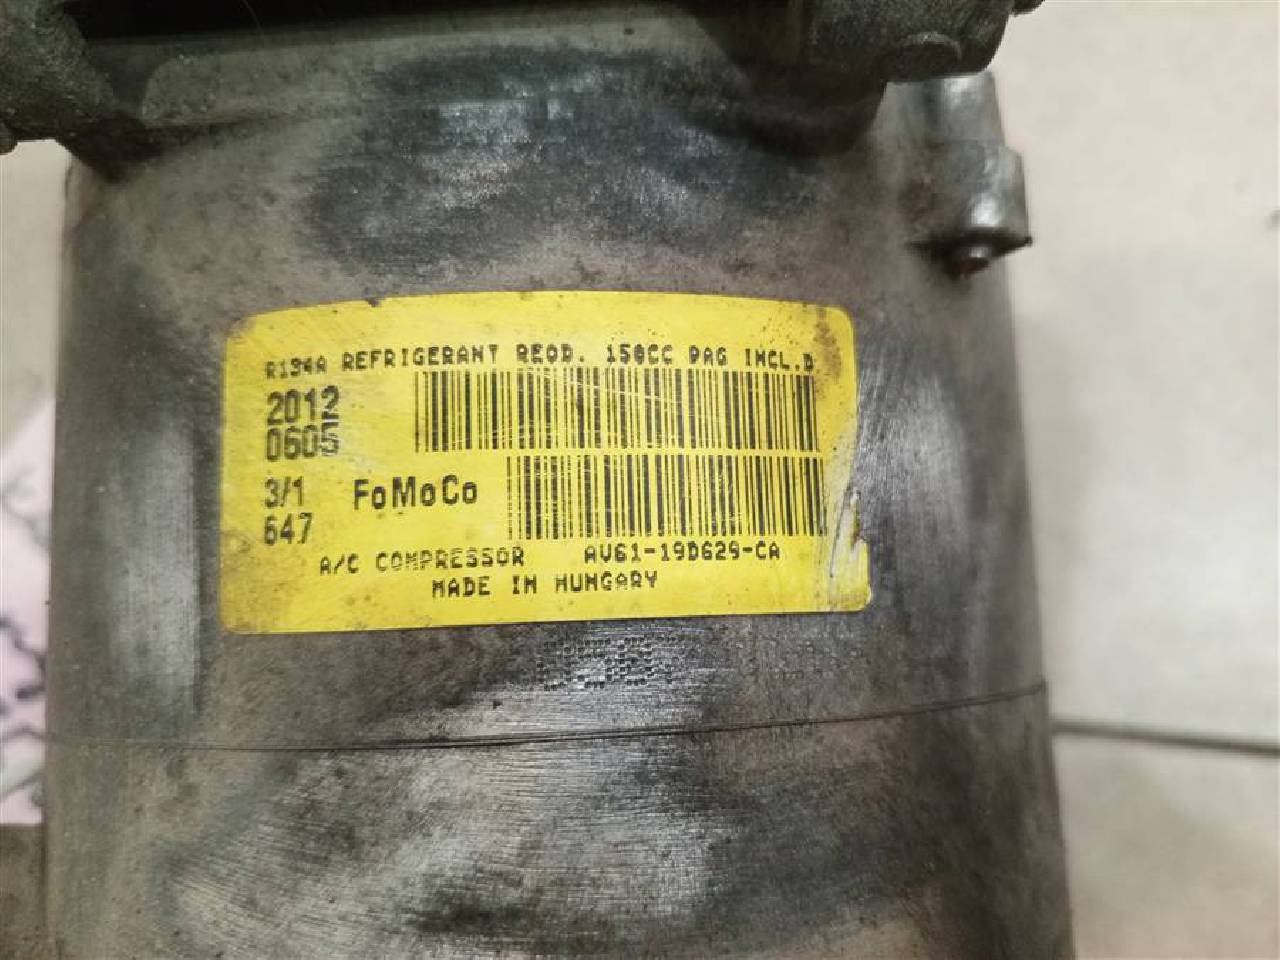 R134A REFRIGERANT REQD. 150CC PAG INCL.D
2012
0605
3/1
FoMoCo
647
A/C COMPRESSOR AV61-19D629-CA
MADE IN HUNGARY